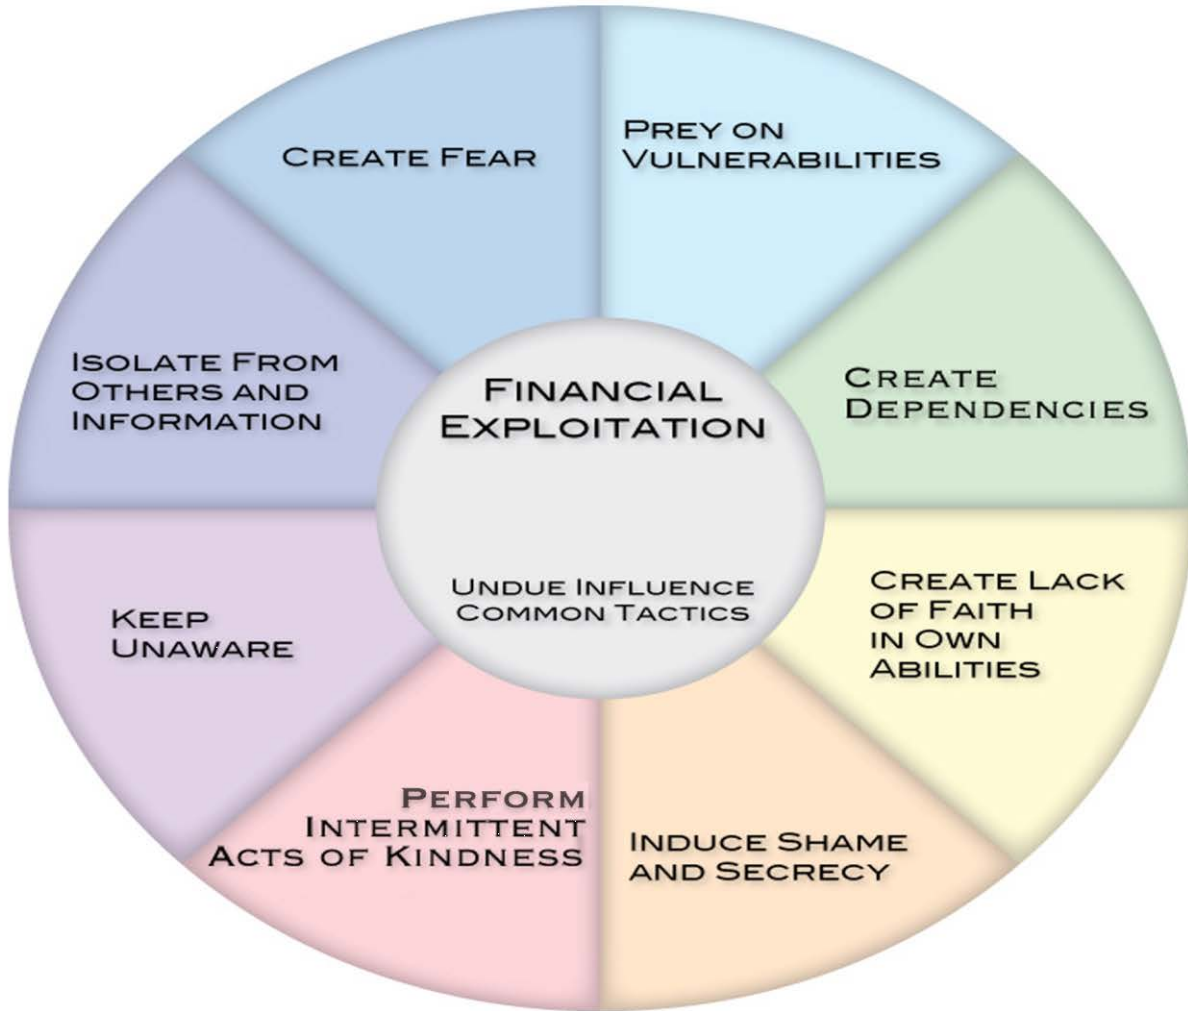 CREATE FEAR
PREY ON
VULNERABILITIES
ISOLATE FROM
OTHERS AND
INFORMATION
FINANCIAL
EXPLOITATION
CREATE
DEPENDENCIES
UNDUE INFLUENCE
COMMON TACTICS
CREATE LACK
OF FAITH
IN OWN
ABILITIES
KEEP
UNAWARE
PERFORM
INTERMITTENT
ACTS OF KINDNESS
INDUCE SHAME
AND SECRECY